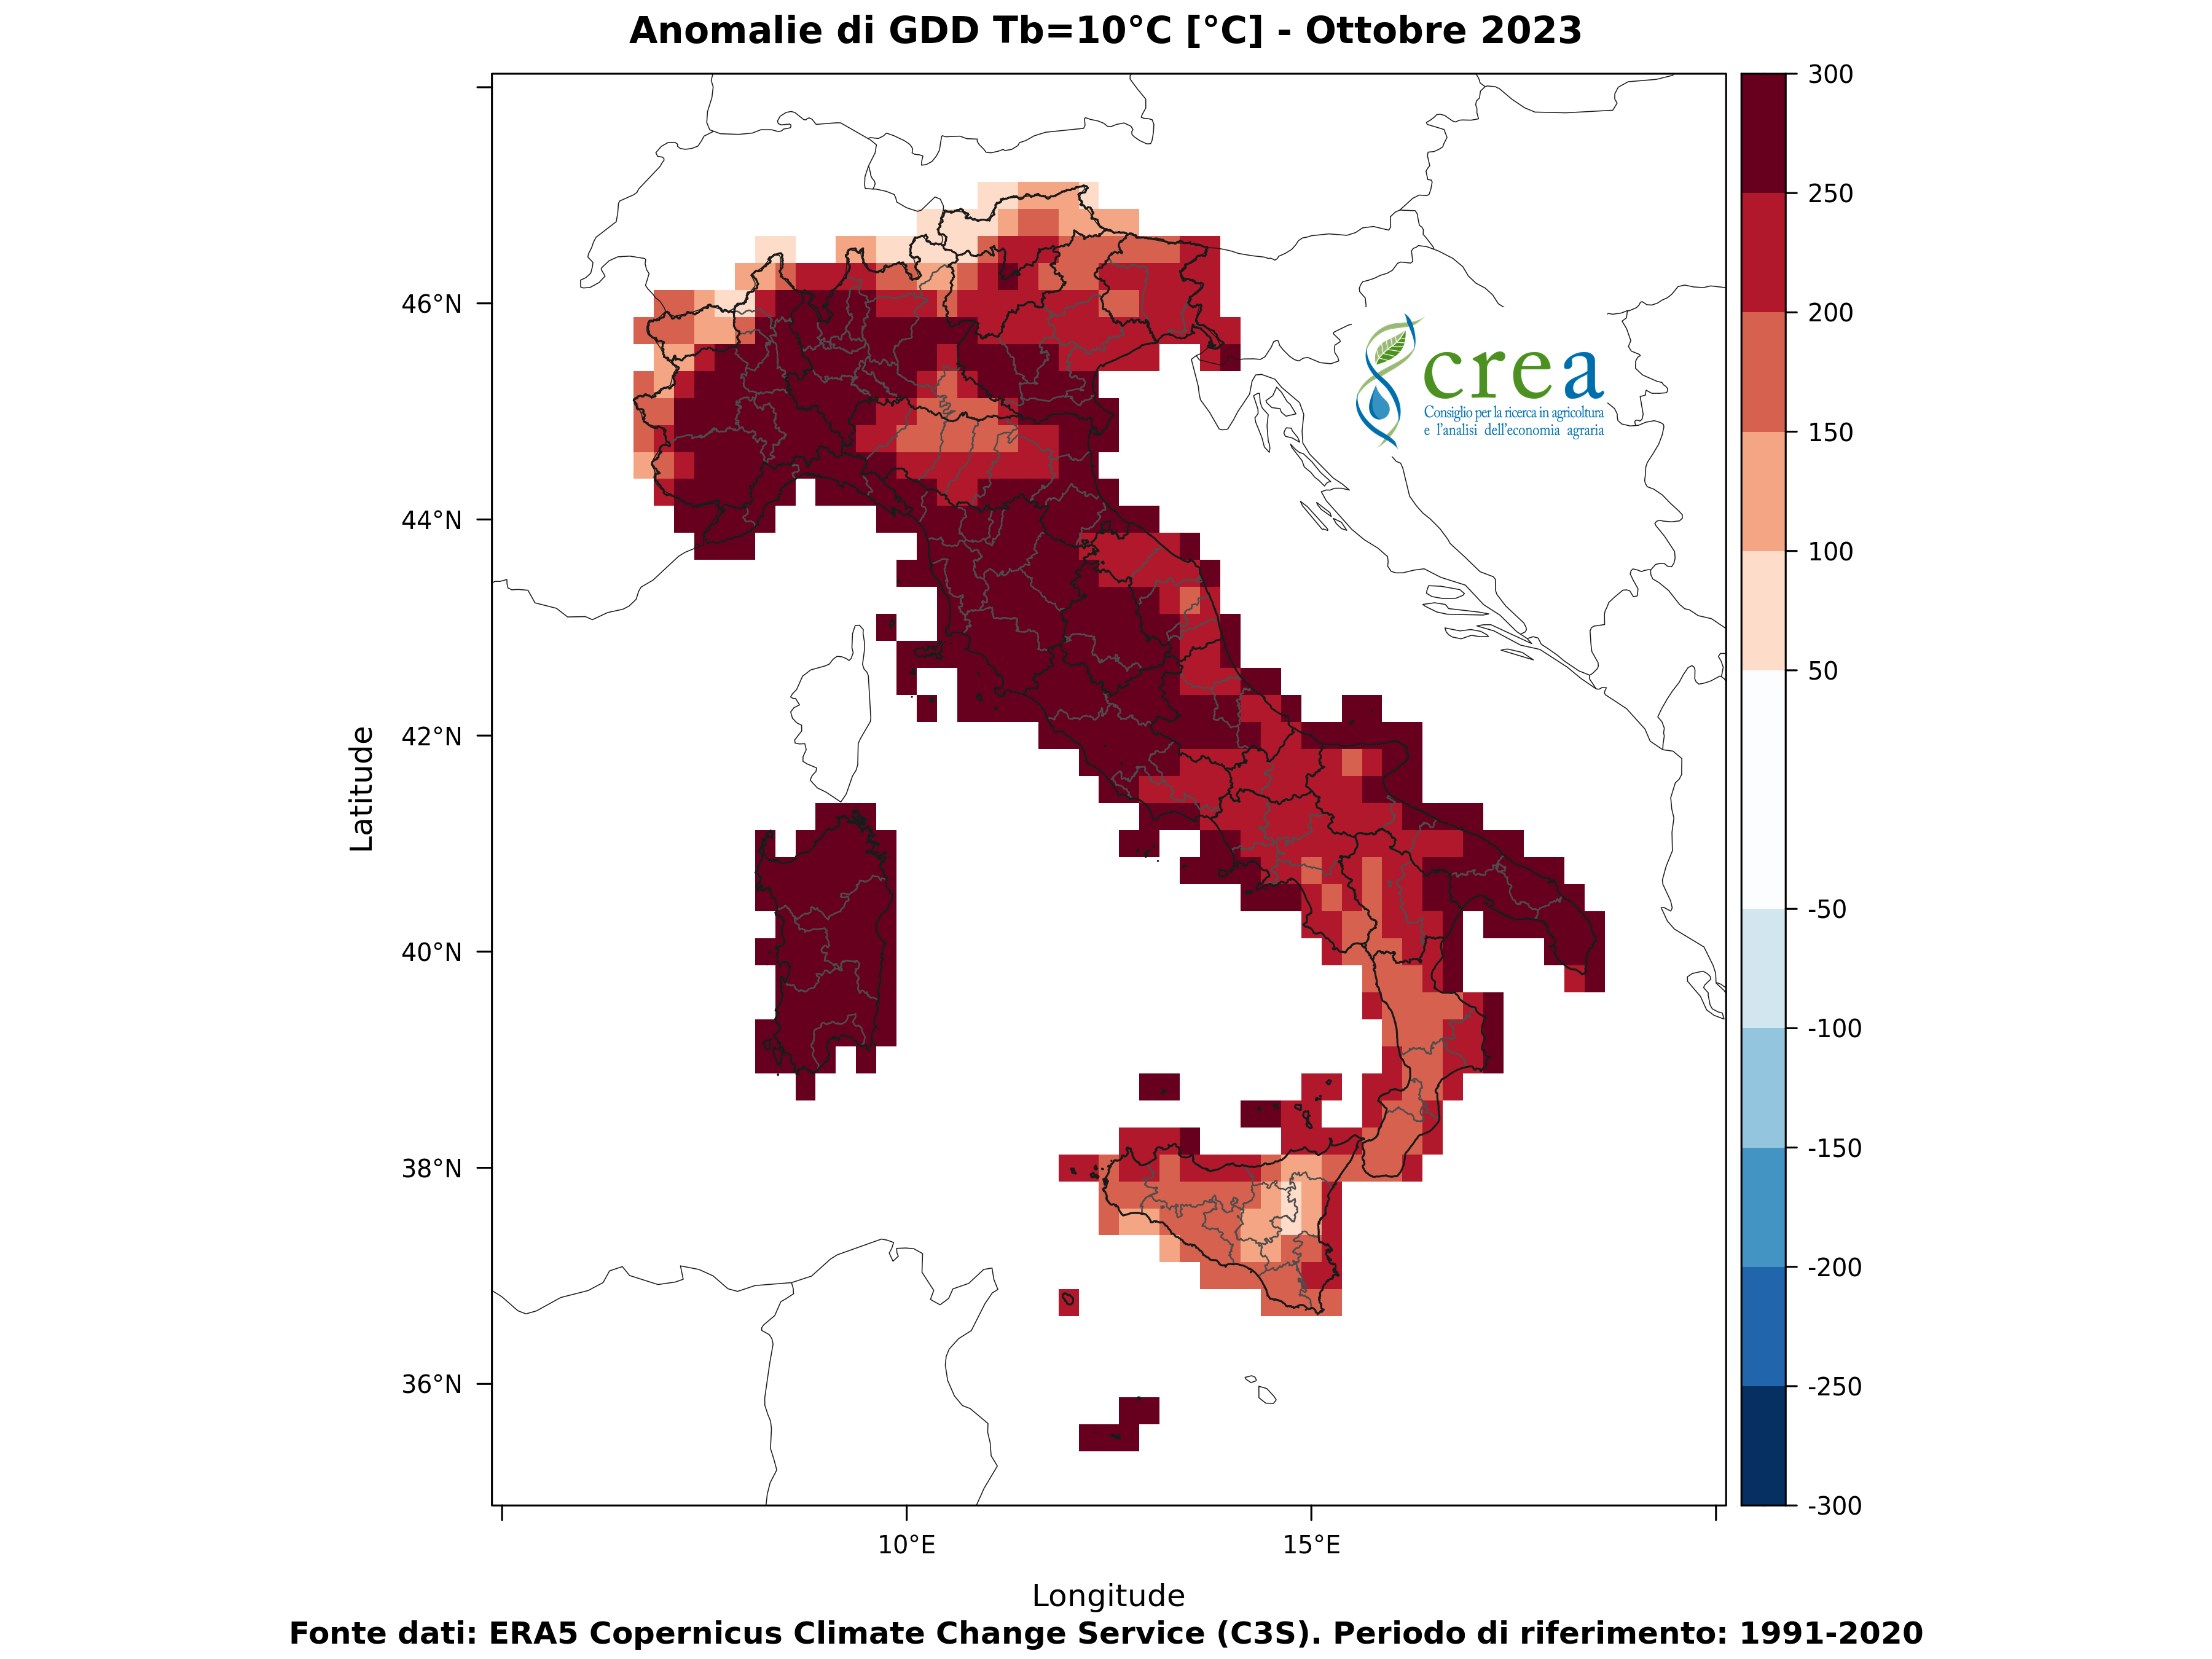 Anomalie di GDD Tb=10°C [°C] - Ottobre 2023
300
250
200
150
100
50
-50
-100
-150
-200
-250
-300
46°N
44°N
42°N
40°N
38°N
36°N
Latitude
crea
Consiglio per la ricerca in agricoltura
e l'analisi dell'economia agraria
10°E
15°E
Longitude
Fonte dati: ERA5 Copernicus Climate Change Service (C3S). Periodo di riferimento: 1991-2020